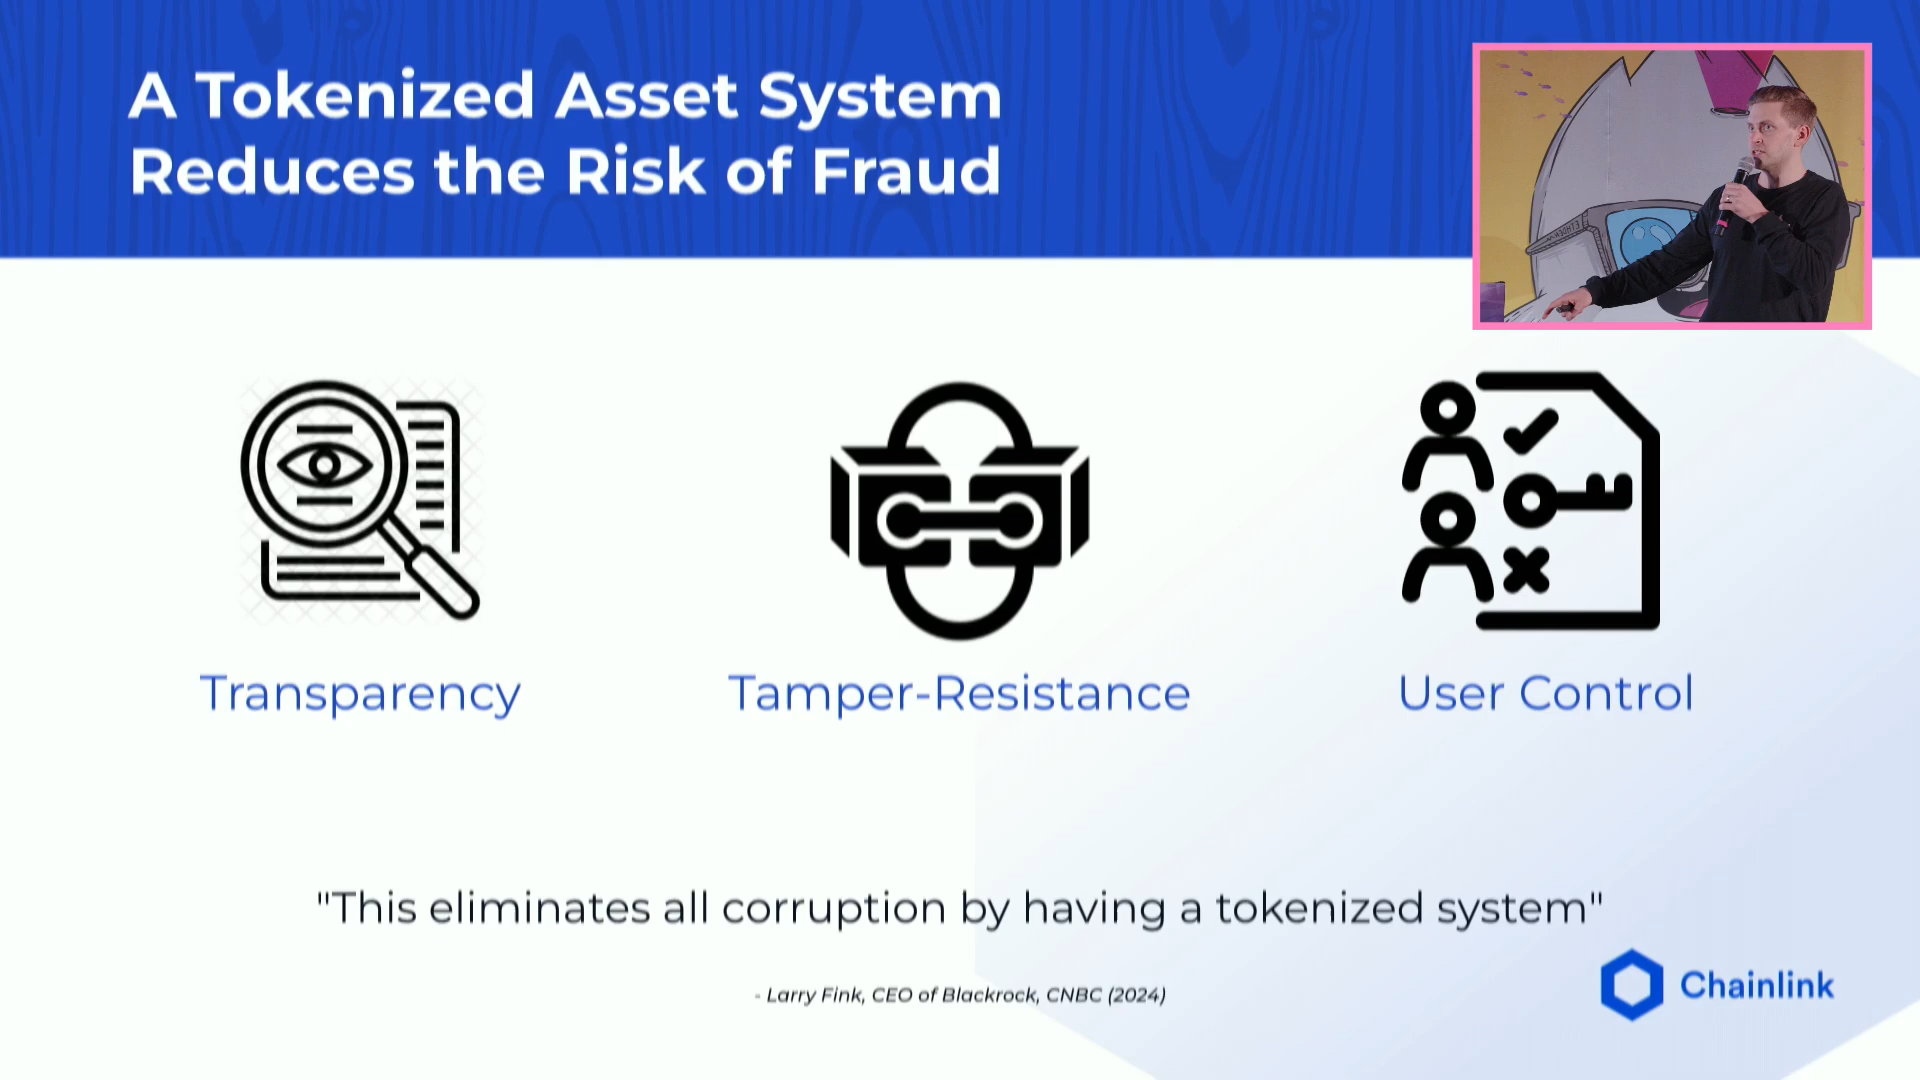 A Tokenized Asset System
Reduces the Risk of Fraud
Transparency
Tamper-Resistance
User Control
"This eliminates all corruption by having a tokenized system"
- Larry Fink, CEO of Blackrock, CNBC (2024)
Chainlink